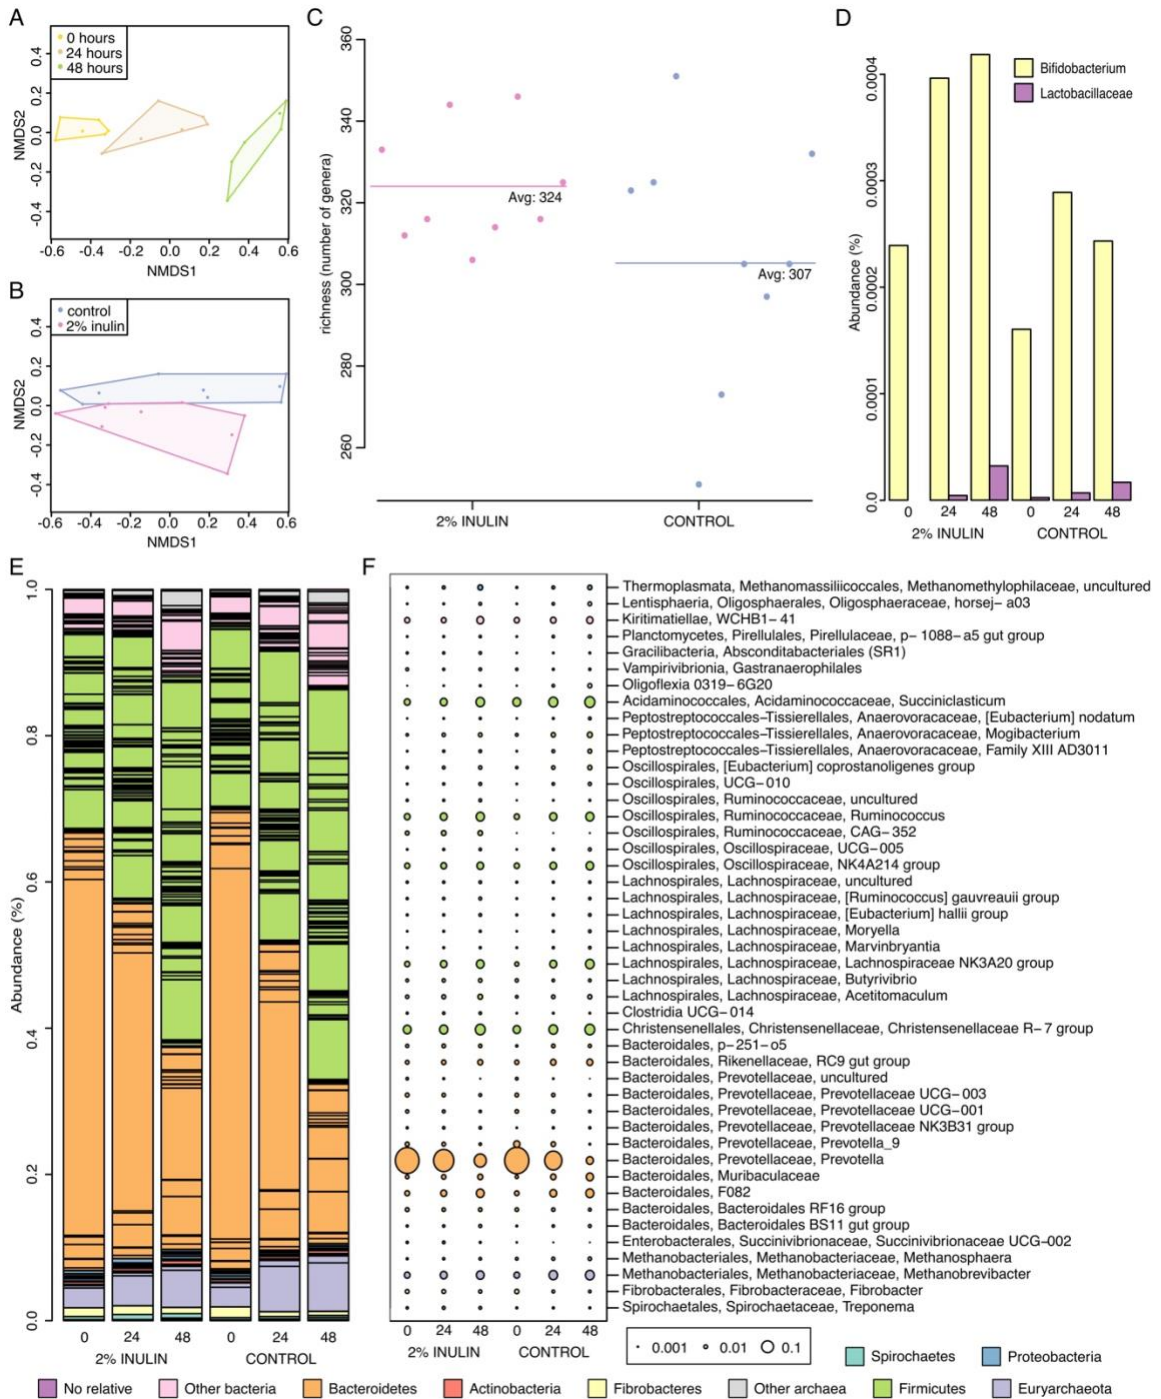 A
0 hours
24 hours
48 hours
NMDS2
0.4
0.2
0.0
-0.2
-0.4
-0.6 -0.4 -0.2 0.0 0.2 0.4 0.6
NMDS1
B
control
2% inulin
NMDS2
0.4
0.2
0.0
-0.2
-0.4
-0.6 -0.4 -0.2 0.0 0.2 0.4 0.6
NMDS1
C
richness (number of genera)
360
340
320
300
280
260
Avg: 324
Avg: 307
2% INULIN CONTROL
D
Bifidobacterium
Lactobacillaceae
Abundance (%)
0.0004
0.0003
0.0002
0.0001
0.0
0 24 48 0 24 48
2% INULIN CONTROL
E
Abundance (%)
1.0
0.8
0.6
0.4
0.2
0.0
0 24 48 0 24 48
2% INULIN CONTROL
F
Thermoplasmata, Methanomassiliicoccales, Methanomethylophilaceae, uncultured
Lentisphaeria, Oligosphaerales, Oligosphaeraceae, horsej- a03
Kiritimatiellae, WCHB1- 41
Planctomycetes, Pirellulales, Pirellulaceae, p- 1088- a5 gut group
Gracilibacteria, Absconditabacteriales (SR1)
Vampirivibrionia, Gastranaerophilales
Oligoflexia 0319- 6G20
Acidaminococcales, Acidaminococcaceae, Succiniclasticum
Peptostreptococcales-Tissierellales, Anaerovoracaceae, [Eubacterium] nodatum
Peptostreptococcales-Tissierellales, Anaerovoracaceae, Mogibacterium
Peptostreptococcales-Tissierellales, Anaerovoracaceae, Family XIII AD3011
Oscillospirales, [Eubacterium] coprostanoligenes group
Oscillospirales, UCG- 010
Oscillospirales, Ruminococcaceae, uncultured
Oscillospirales, Ruminococcaceae, Ruminococcus
Oscillospirales, Ruminococcaceae, CAG- 352
Oscillospirales, Oscillospiraceae, UCG- 005
Oscillospirales, Oscillospiraceae, NK4A214 group
Lachnospirales, Lachnospiraceae, uncultured
Lachnospirales, Lachnospiraceae, [Ruminococcus] gauvreauii group
Lachnospirales, Lachnospiraceae, [Eubacterium] hallii group
Lachnospirales, Lachnospiraceae, Moryella
Lachnospirales, Lachnospiraceae, Marvinbryantia
Lachnospirales, Lachnospiraceae, Lachnospiraceae NK3A20 group
Lachnospirales, Lachnospiraceae, Butyrivibrio
Lachnospirales, Lachnospiraceae, Acetitomaculum
Clostridia UCG- 014
Christensenellales, Christensenellaceae, Christensenellaceae R- 7 group
Bacteroidales, p- 251- o5
Bacteroidales, Rikenellaceae, RC9 gut group
Bacteroidales, Prevotellaceae, uncultured
Bacteroidales, Prevotellaceae, Prevotellaceae UCG- 003
Bacteroidales, Prevotellaceae, Prevotellaceae UCG-001
Bacteroidales, Prevotellaceae, Prevotellaceae NK3B31 group
Bacteroidales, Prevotellaceae, Prevotella_9
Bacteroidales, Prevotellaceae, Prevotella
Bacteroidales, Muribaculaceae
Bacteroidales, F082
Bacteroidales, Bacteroidales RF16 group
Bacteroidales, Bacteroidales BS11 gut group
Enterobacterales, Succinivibrionaceae, Succinivibrionaceae UCG-002
Methanobacteriales, Methanobacteriaceae, Methanosphaera
Methanobacteriales, Methanobacteriaceae, Methanobrevibacter
Fibrobacterales, Fibrobacteraceae, Fibrobacter
Spirochaetales, Spirochaetaceae, Treponema
0 24 48 0 24 48
2% INULIN CONTROL
0.001 0.01 0.1
Spirochaetes Proteobacteria
No relative Other bacteria Bacteroidetes Actinobacteria Fibrobacteres Other archaea Firmicutes Euryarchaeota